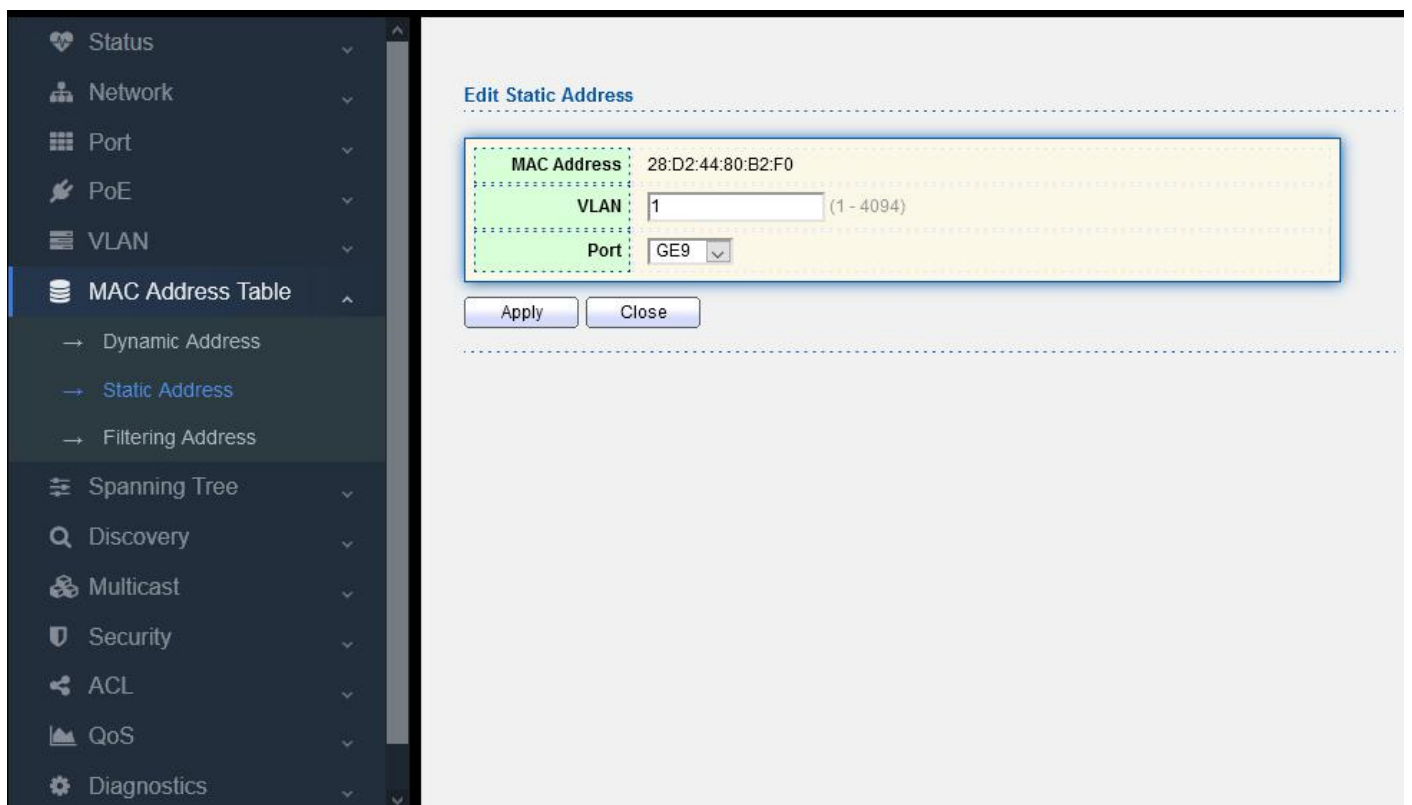 Status
Network
Port
PoE
VLAN
MAC Address Table
→ Dynamic Address
→ Static Address
→ Filtering Address
Spanning Tree
Discovery
Multicast
Security
ACL
QoS
Diagnostics
Edit Static Address
MAC Address 28:D2:44:80:B2:F0
VLAN 1 (1 - 4094)
Port GE9
Apply Close